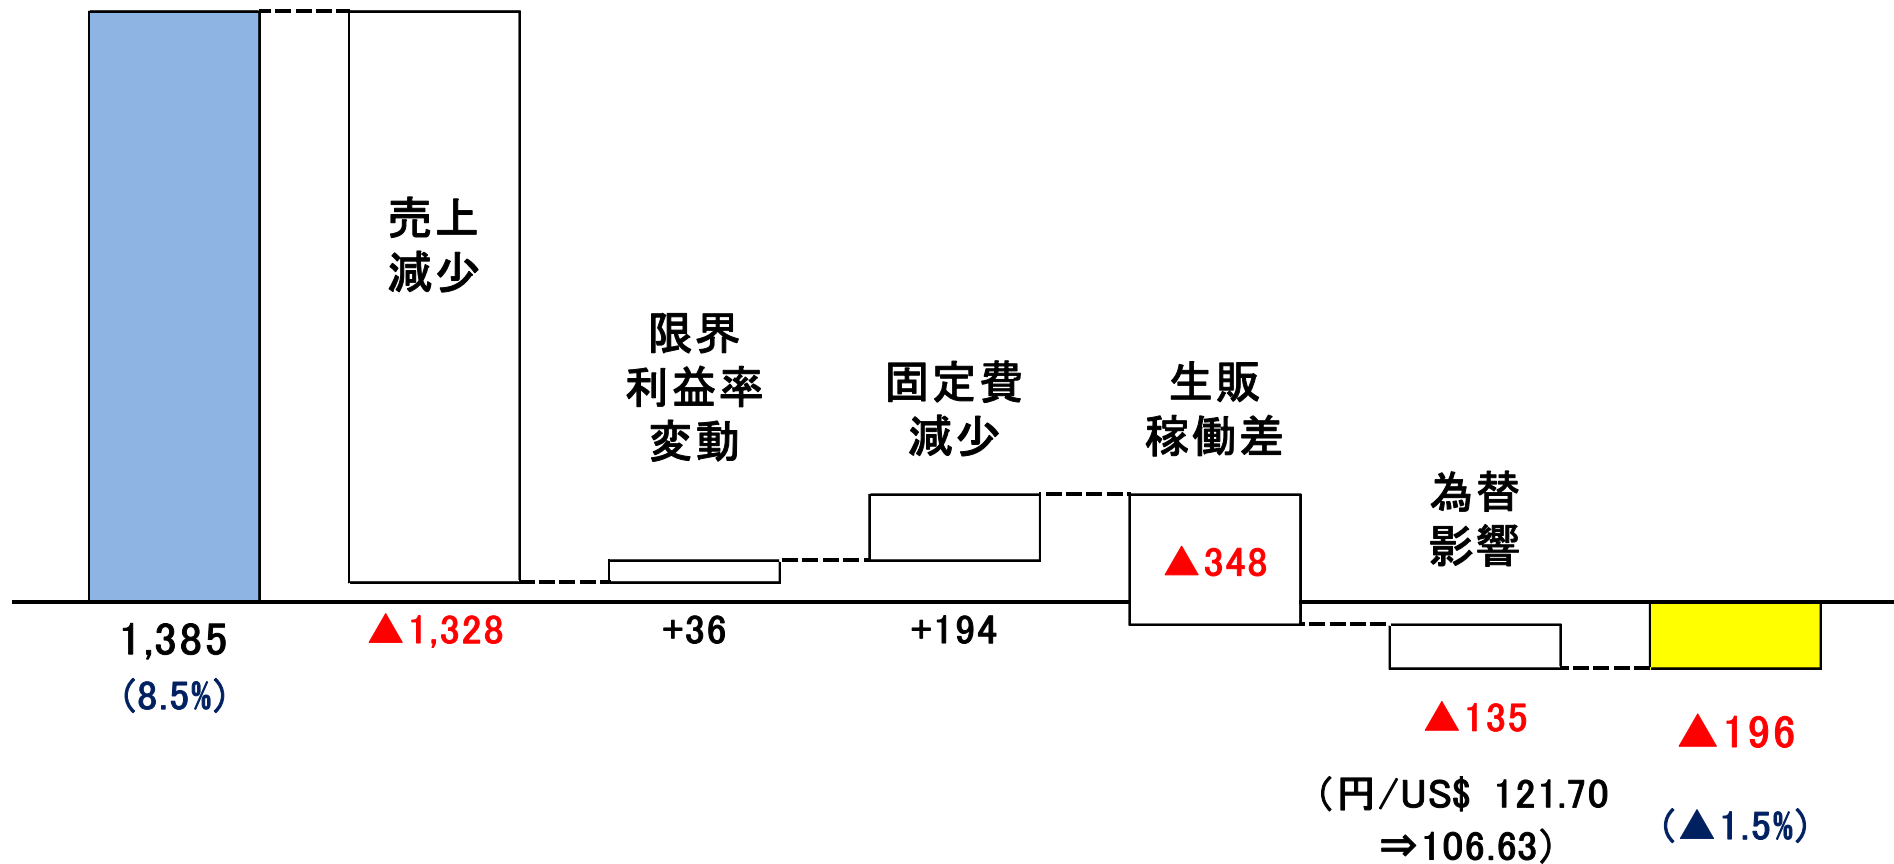 売上
減少
限界
利益率
変動
固定費
減少
生販
稼働差
為替
影響
1,385
(8.5%)
▲1,328
+36
+194
▲348
▲135
(円/US$ 121.70
⇒106.63)
▲196
(▲1.5%)